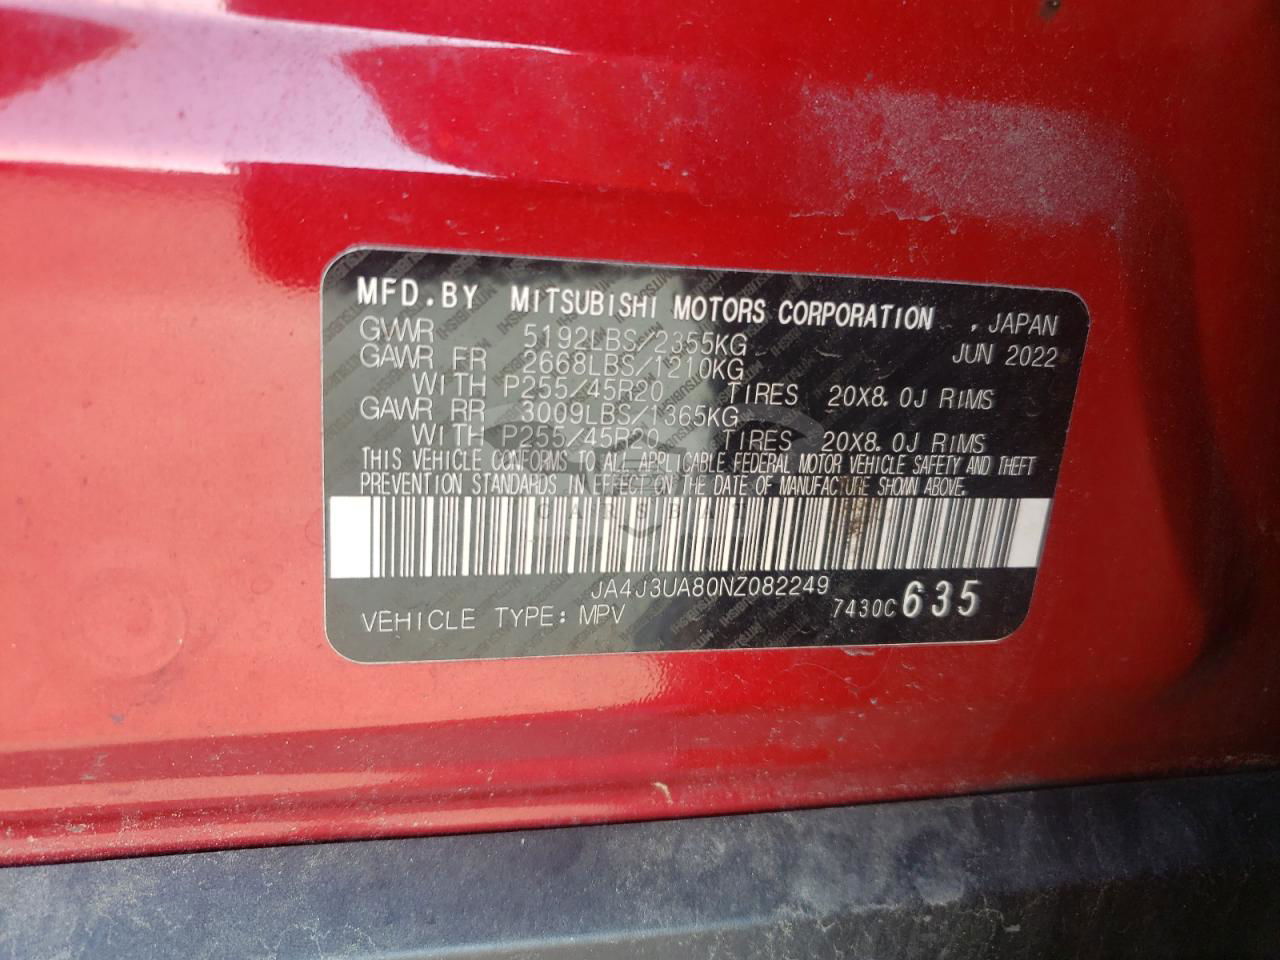 MFD.BY MITSUBISHI MOTORS CORPORATION , JAPAN
GVWR 5192LBS/2355KG JUN 2022
GAWR FR 2668LBS/1210KG
WITH P255/45R20 TIRES 20X8.0J RIMS
GAWR RR 3009LBS/1365KG
WITH P255/45R20 TIRES 20X8.0J RIMS
THIS VEHICLE CONFORMS TO ALL APPLICABLE FEDERAL MOTOR VEHICLE SAFETY AND THEFT
PREVENTION STANDARDS IN EFFECT ON THE DATE OF MANUFACTURE SHOWN ABOVE.
CARSBAT
JA4J3UA80NZ082249
VEHICLE TYPE: MPV 7430C 635